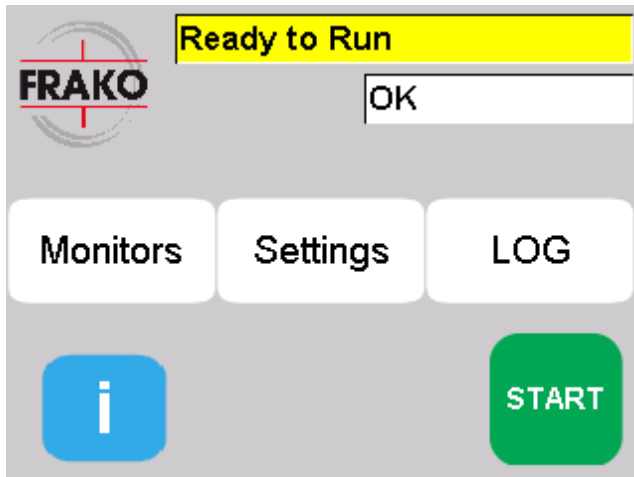 Ready to Run
FRAKO
OK
Monitors
Settings
LOG
i
START